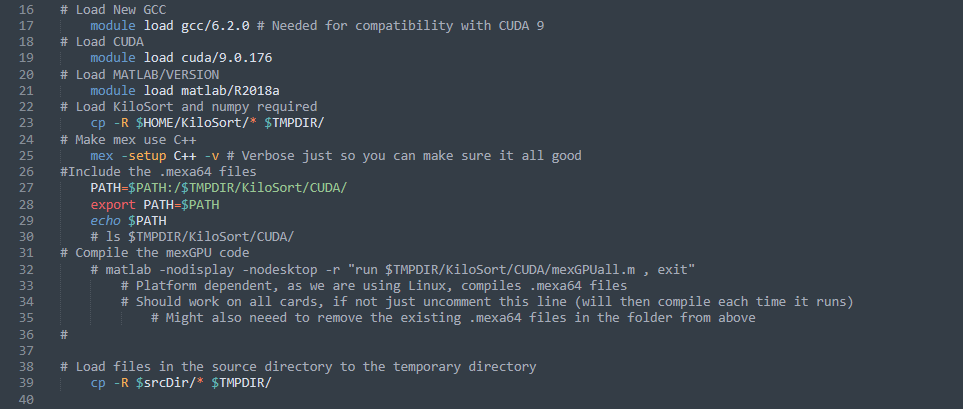 16 # Load New GCC
17 module load gcc/6.2.0 # Needed for compatibility with CUDA 9
18 # Load CUDA
19 module load cuda/9.0.176
20 # Load MATLAB/VERSION
21 module load matlab/R2018a
22 # Load KiloSort and numpy required
23 cp -R $HOME/KiloSort/* $TMPDIR/
24 # Make mex use C++
25 mex -setup C++ -v # Verbose just so you can make sure it all good
26 #Include the .mexa64 files
27 PATH=$PATH:/$TMPDIR/KiloSort/CUDA/
28 export PATH=$PATH
29 echo $PATH
30 # ls $TMPDIR/KiloSort/CUDA/
31 # Compile the mexGPU code
32 # matlab -nodisplay -nodesktop -r "run $TMPDIR/KiloSort/CUDA/mexGPUall.m , exit"
33 # Platform dependent, as we are using Linux, compiles .mexa64 files
34 # Should work on all cards, if not just uncomment this line (will then compile each time it runs)
35 # Might also neeed to remove the existing .mexa64 files in the folder from above
36 #
37
38 # Load files in the source directory to the temporary directory
39 cp -R $srcDir/* $TMPDIR/
40